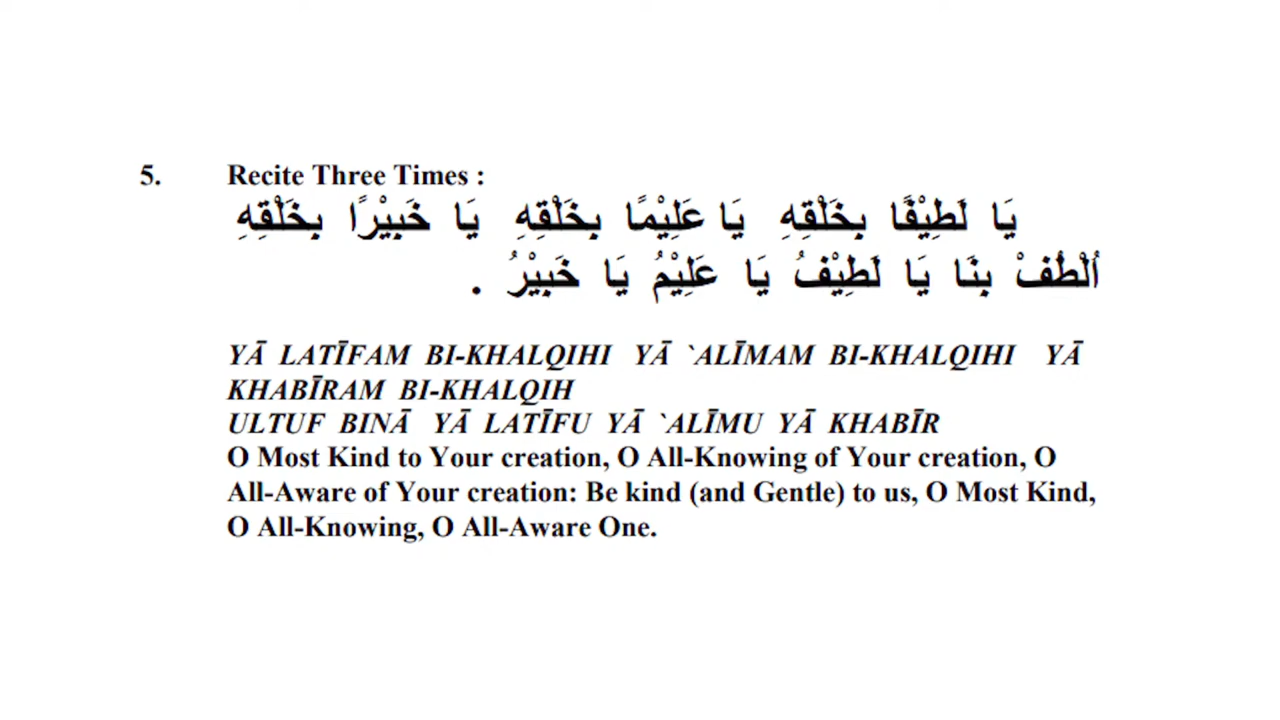 5. Recite Three Times :
يَا لَطِيْفًا بِخَلْقِهِ يَا عَلِيْمًا بِخَلْقِهِ يَا خَبِيْرًا بِخَلْقِهِ
اُلْطُفْ بِنَا يَا لَطِيْفُ يَا عَلِيْمُ يَا خَبِيْرُ .
YĀ LATĪFAM BI-KHALQIHI YĀ `ALĪMAM BI-KHALQIHI YĀ
KHABĪRAM BI-KHALQIH
ULTUF BINĀ YĀ LATĪFU YĀ `ALĪMU YĀ KHABĪR
O Most Kind to Your creation, O All-Knowing of Your creation, O
All-Aware of Your creation: Be kind (and Gentle) to us, O Most Kind,
O All-Knowing, O All-Aware One.